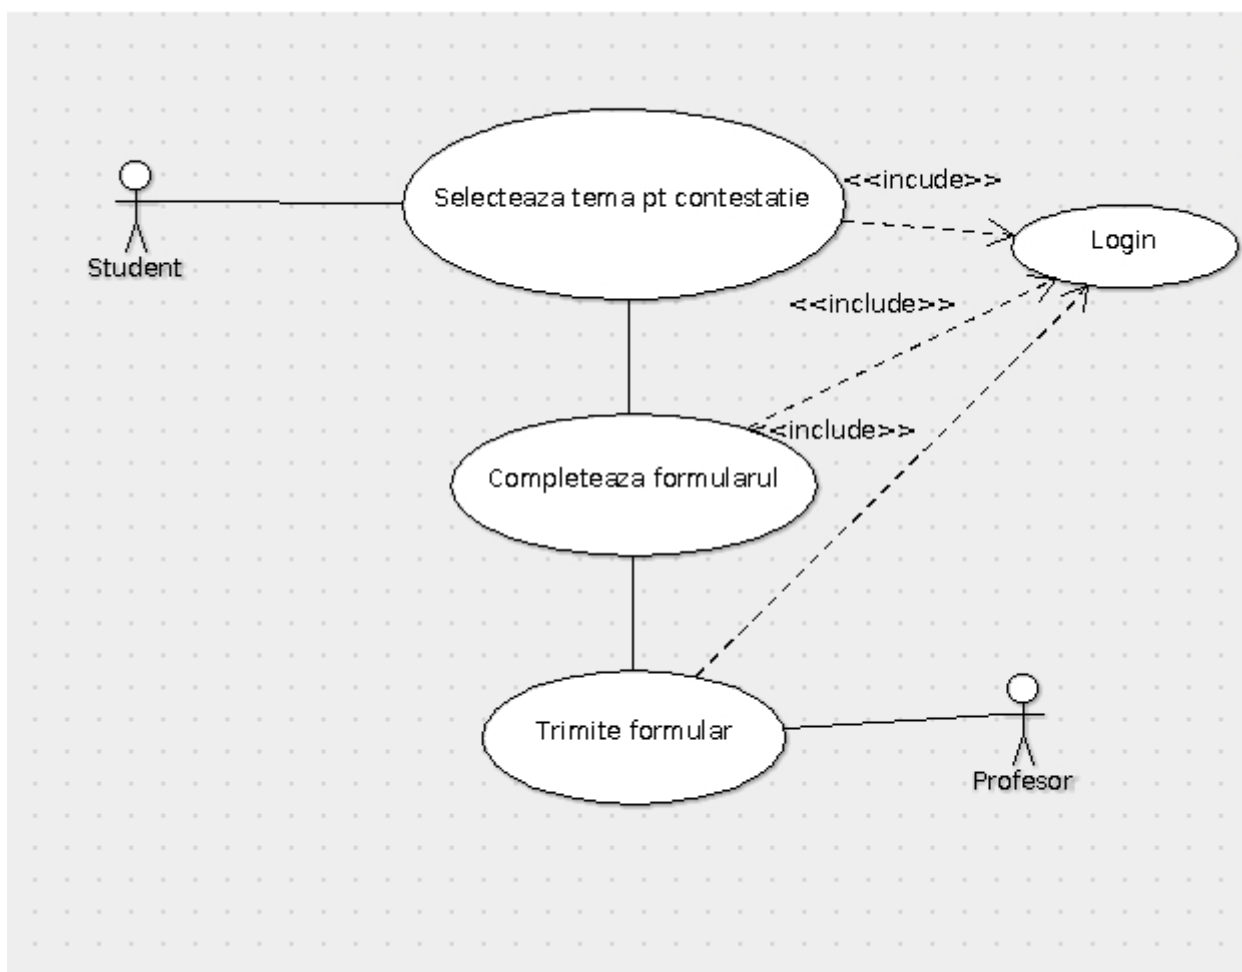 Selecteaza tema pt contestatie
<<incude>>
Login
Student
<<include>>
<<include>>
Completeaza formularul
Trimite formular
Profesor